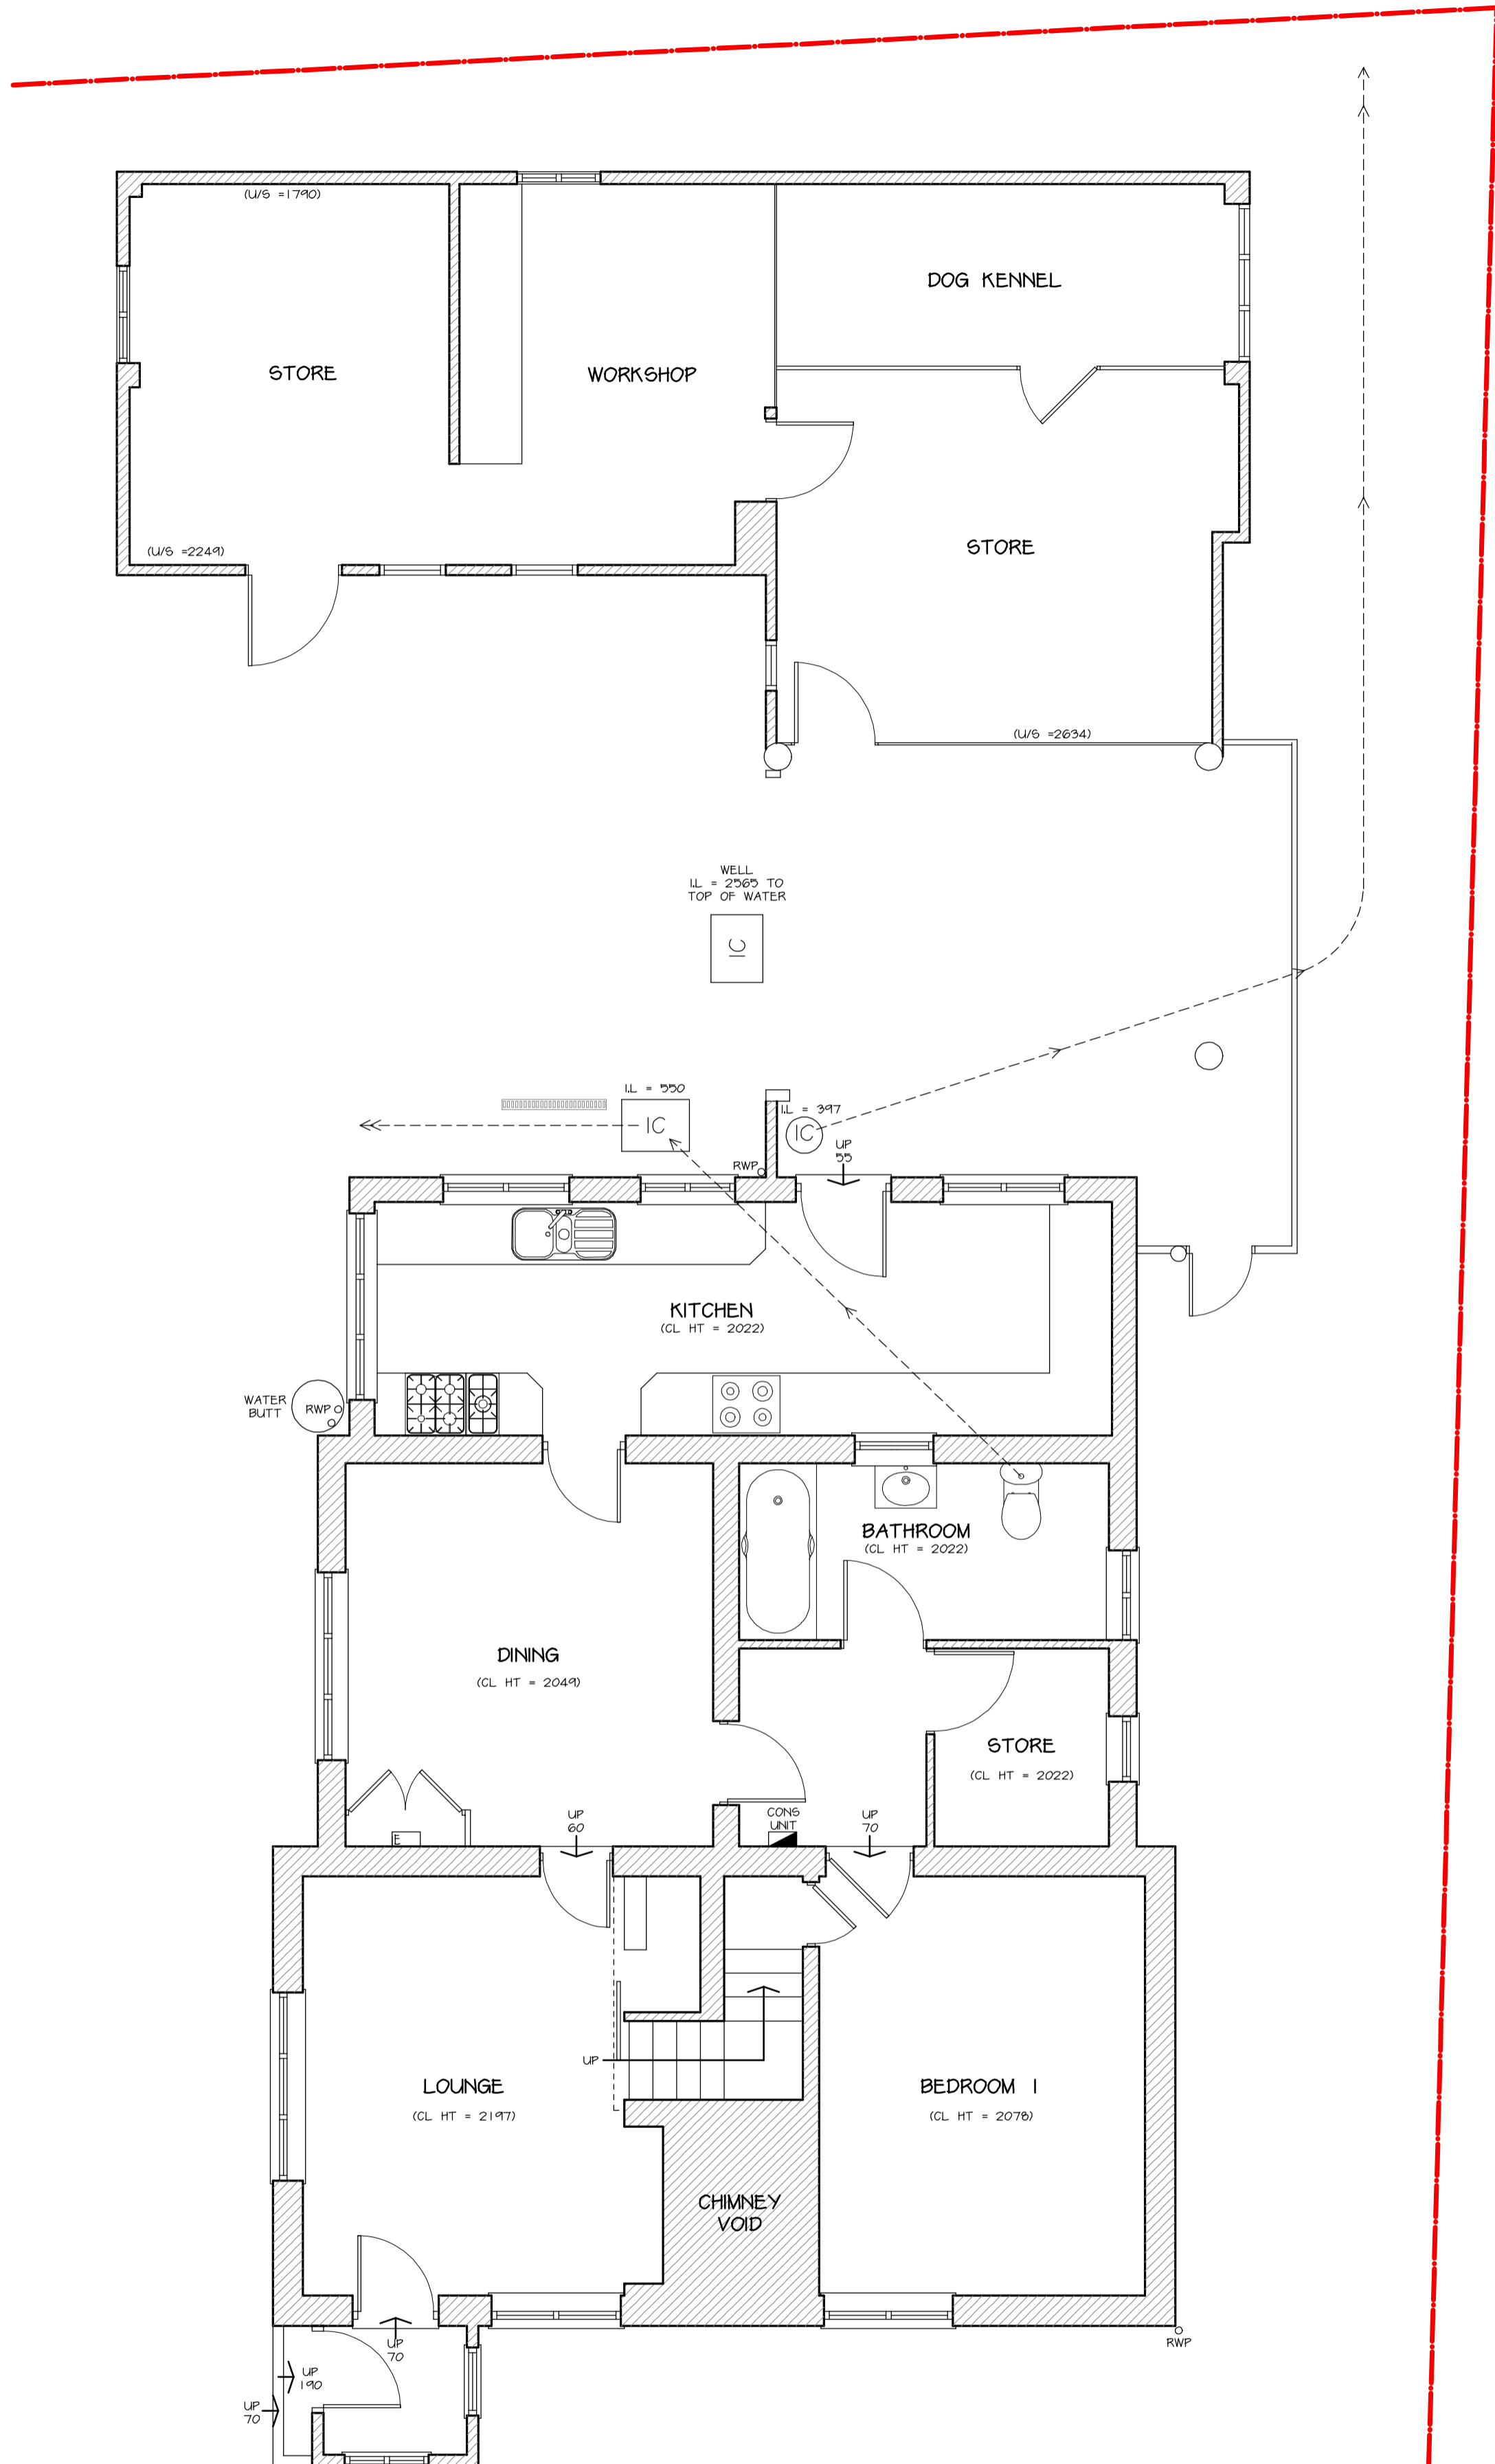 (U/S =1790)
DOG KENNEL
STORE
WORKSHOP
STORE
(U/S =2249)
(U/S =2634)
WELL
I.L = 2565 TO
TOP OF WATER
IC
I.L = 550
IC
I.L = 397
IC
UP
55
RWP
KITCHEN
(CL HT = 2022)
WATER
BUTT
RWP
BATHROOM
(CL HT = 2022)
DINING
(CL HT = 2049)
STORE
(CL HT = 2022)
UP
60
CONS
UNIT
UP
70
E
UP
LOUNGE
(CL HT = 2197)
BEDROOM 1
(CL HT = 2078)
CHIMNEY
VOID
UP
70
RWP
UP
190
UP
70